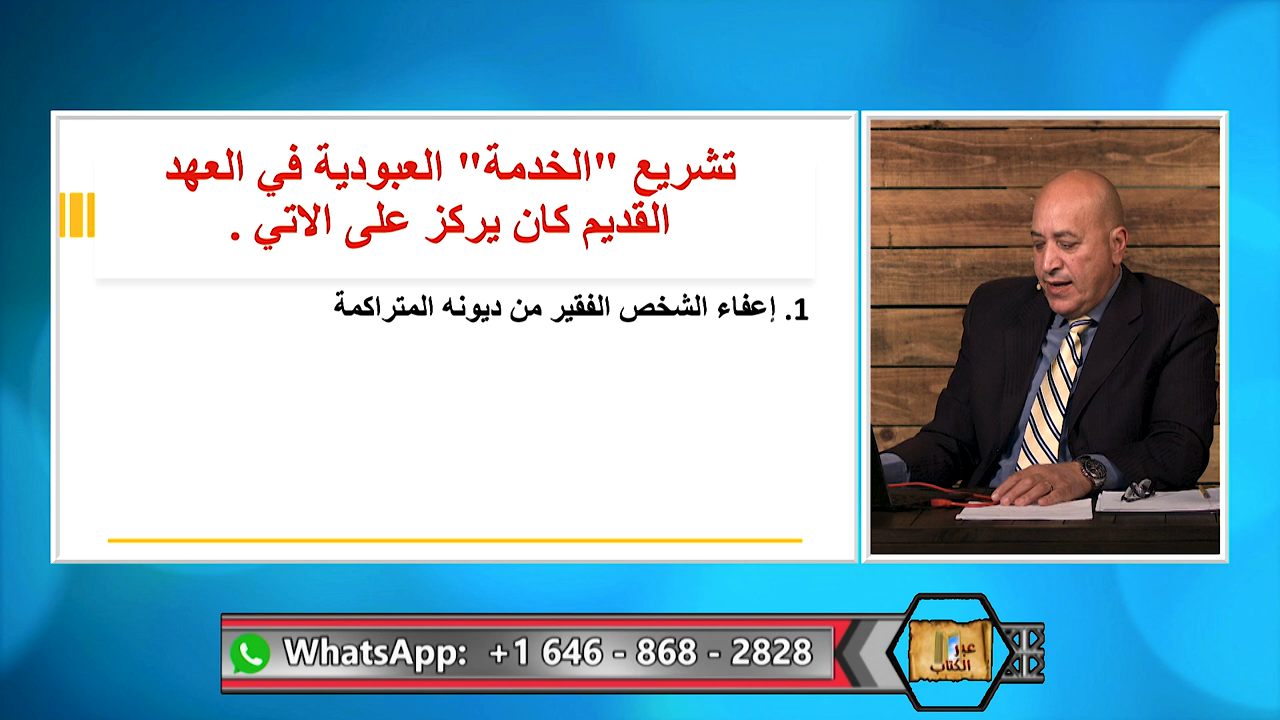 تشريع "الخدمة" العبودية في العهد
القديم كان يركز على الاتي .
1. إعفاء الشخص الفقير من ديونه المتراكمة
WhatsApp: +1 646 - 868 - 2828
عبر
الكتاب